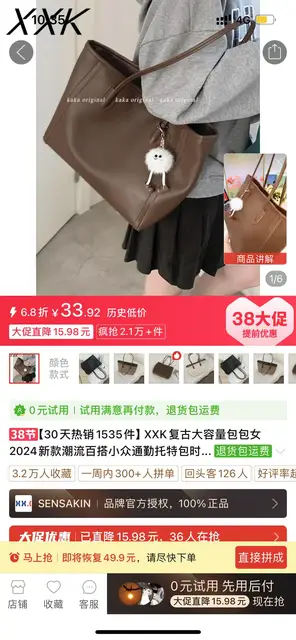 XXK
10:35
4G
kaka original kaka original kaka original
商品讲解
1/6
6.8折 ¥33.92 历史低价
大促直降15.98元 疯抢2.1万+件
38大促
提前优惠
颜色
款式
0元试用 | 试用满意再付款，退货包运费
38节【30天热销1535件】XXK复古大容量包包女
2024新款潮流百搭小众通勤托特包时... 退货包运费
3.2万人收藏 一周内300+人拼单 回头客126人 好评率超
SENSAKIN 品牌官方授权，100%正品
大促优惠 已直降15.98元，36人在抢
马上抢 | 即将恢复49.9元，请尽快下单 直接拼成
店铺
收藏
客服
0元试用 先用后付
大促价 15.98元 现在抢